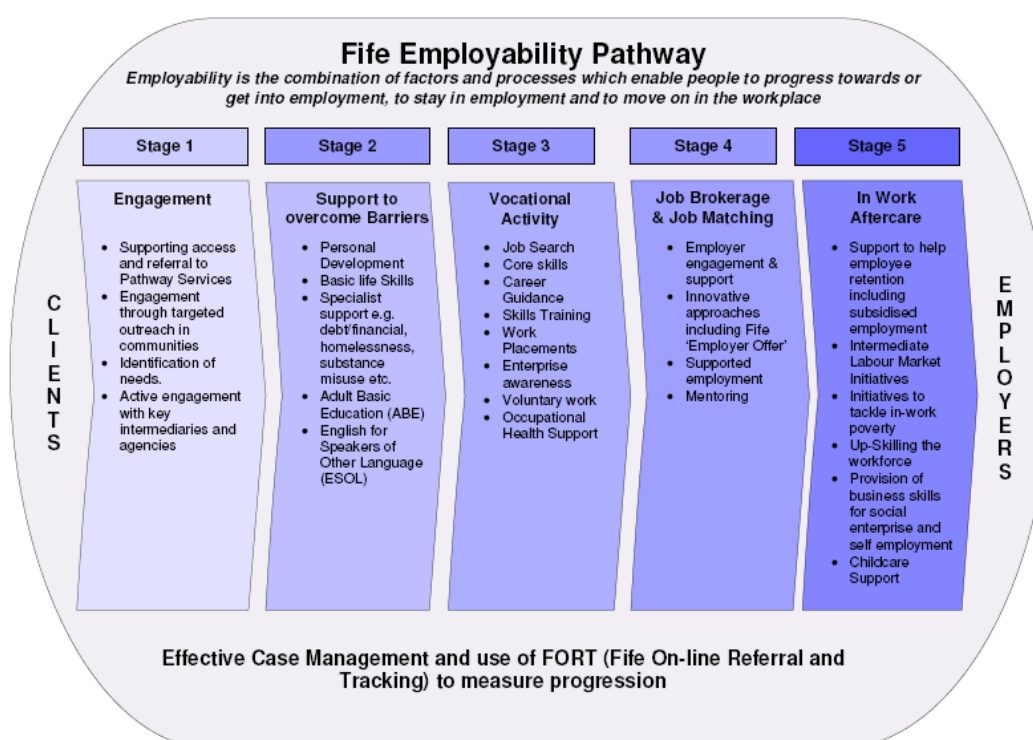 Fife Employability Pathway
Employability is the combination of factors and processes which enable people to progress towards or
get into employment, to stay in employment and to move on in the workplace
CLIENTS
Stage 1
Engagement
• Supporting access
and referral to
Pathway Services
• Engagement
through targeted
outreach in
communities
• Identification of
needs.
• Active engagement
with key
intermediaries and
agencies
Stage 2
Support to
overcome Barriers
• Personal
Development
• Basic life Skills
• Specialist
support e.g.
debt/financial,
homelessness,
substance
misuse etc.
• Adult Basic
Education (ABE)
• English for
Speakers of
Other Language
(ESOL)
Stage 3
Vocational
Activity
• Job Search
• Core skills
• Career
Guidance
• Skills Training
• Work
Placements
• Enterprise
awareness
• Voluntary work
• Occupational
Health Support
Stage 4
Job Brokerage
& Job Matching
• Employer
engagement &
support
• Innovative
approaches
including Fife
‘Employer Offer’
• Supported
employment
• Mentoring
Stage 5
In Work
Aftercare
• Support to help
employee
retention
including
subsidised
employment
• Intermediate
Labour Market
Initiatives
• Initiatives to
tackle in-work
poverty
• Up-Skilling the
workforce
• Provision of
business skills
for social
enterprise and
self employment
• Childcare
Support
EMPLOYERS
Effective Case Management and use of FORT (Fife On-line Referral and
Tracking) to measure progression